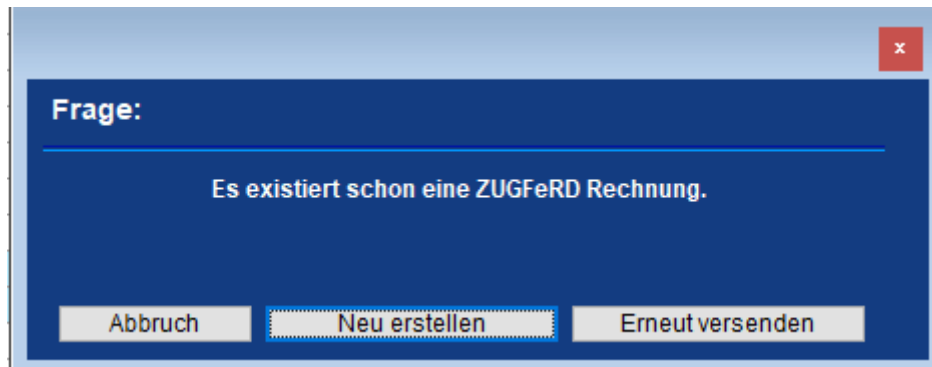 x
Frage:
Es existiert schon eine ZUGFeRD Rechnung.
Abbruch Neu erstellen Erneut versenden